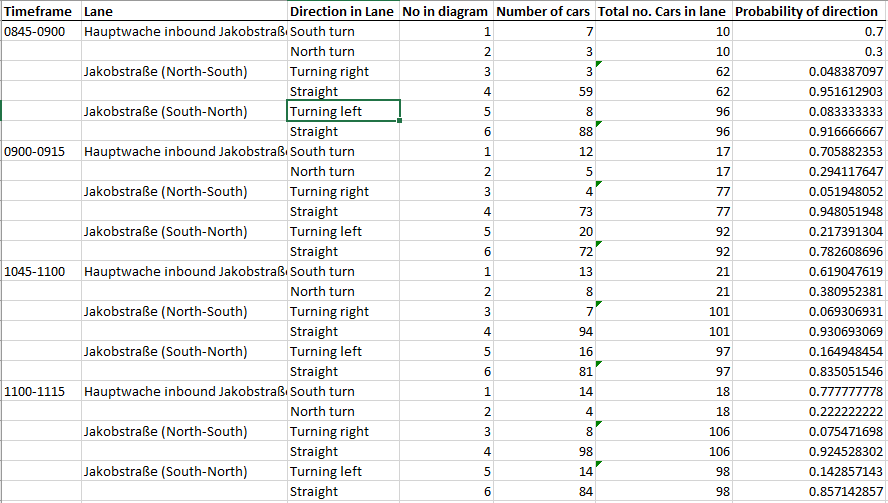 Timeframe Lane Direction in Lane No in diagram Number of cars Total no. Cars in lane Probability of direction
0845-0900 Hauptwache inbound Jakobstraß South turn 1 7 10 0.7
North turn 2 3 10 0.3
Jakobstraße (North-South) Turning right 3 3 62 0.048387097
Straight 4 59 62 0.951612903
Jakobstraße (South-North) Turning left 5 8 96 0.083333333
Straight 6 88 96 0.916666667
0900-0915 Hauptwache inbound Jakobstraß South turn 1 12 17 0.705882353
North turn 2 5 17 0.294117647
Jakobstraße (North-South) Turning right 3 4 77 0.051948052
Straight 4 73 77 0.948051948
Jakobstraße (South-North) Turning left 5 20 92 0.217391304
Straight 6 72 92 0.782608696
1045-1100 Hauptwache inbound Jakobstraß South turn 1 13 21 0.619047619
North turn 2 8 21 0.380952381
Jakobstraße (North-South) Turning right 3 7 101 0.069306931
Straight 4 94 101 0.930693069
Jakobstraße (South-North) Turning left 5 16 97 0.164948454
Straight 6 81 97 0.835051546
1100-1115 Hauptwache inbound Jakobstraß South turn 1 14 18 0.777777778
North turn 2 4 18 0.222222222
Jakobstraße (North-South) Turning right 3 8 106 0.075471698
Straight 4 98 106 0.924528302
Jakobstraße (South-North) Turning left 5 14 98 0.142857143
Straight 6 84 98 0.857142857